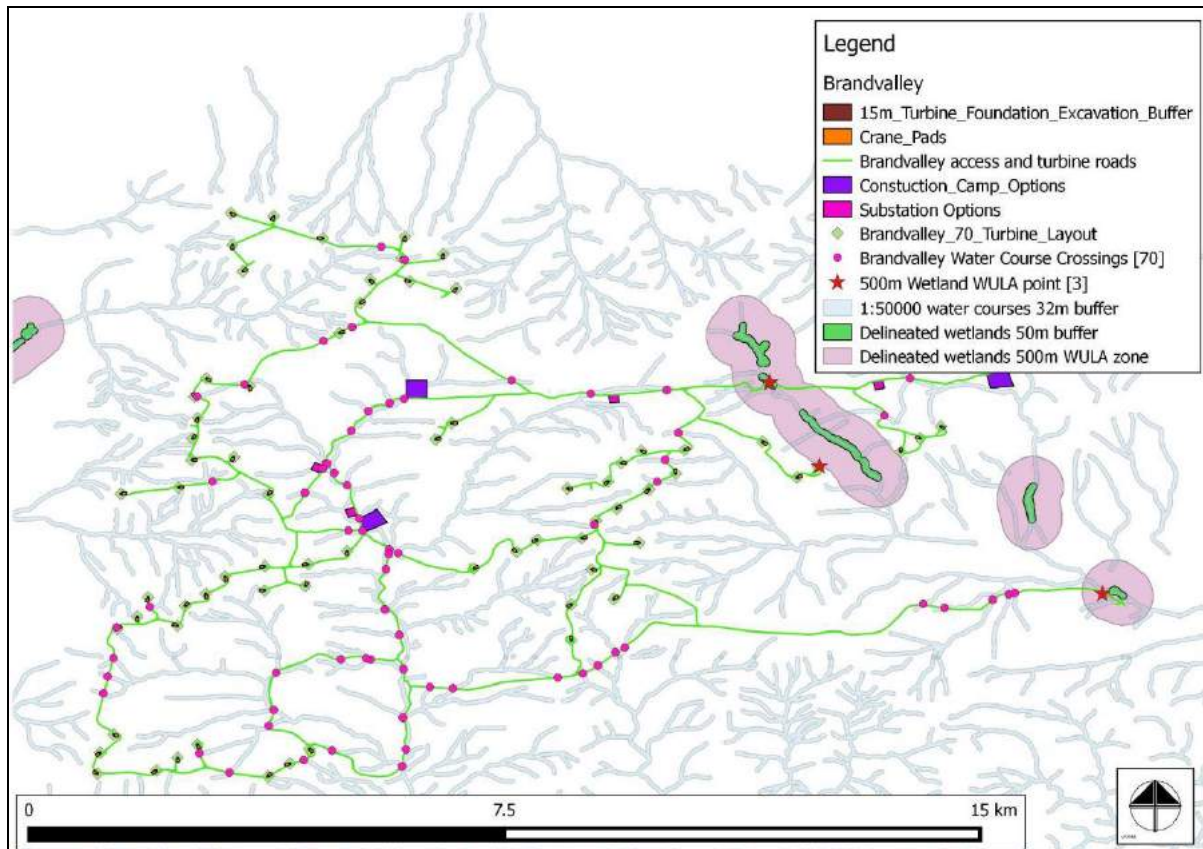 Legend
Brandvalley
15m_Turbine_Foundation_Excavation_Buffer
Crane_Pads
Brandvalley access and turbine roads
Constuction_Camp_Options
Substation Options
Brandvalley_70_Turbine_Layout
Brandvalley Water Course Crossings [70]
500m Wetland WULA point [3]
1:50000 water courses 32m buffer
Delineated wetlands 50m buffer
Delineated wetlands 500m WULA zone
0 7.5 15 km